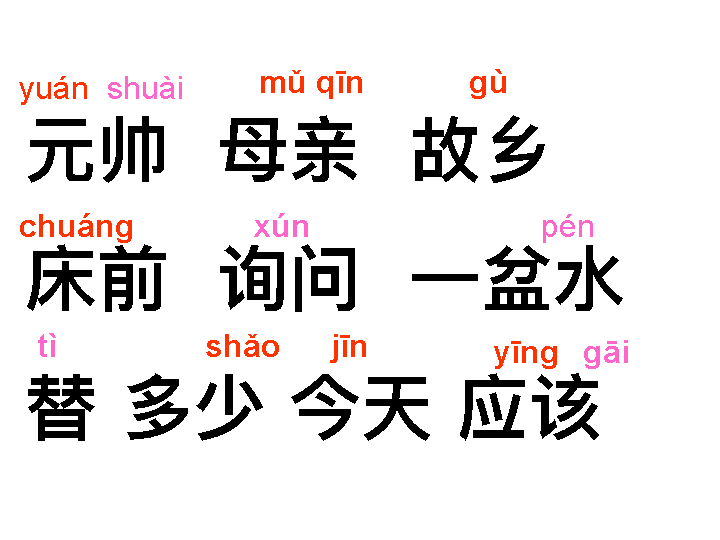 yuán shuài mǔ qīn gù
元帅 母亲 故乡
chuáng xún pén
床前 询问 一盆水
tì shǎo jīn yīng gāi
替 多少 今天 应该